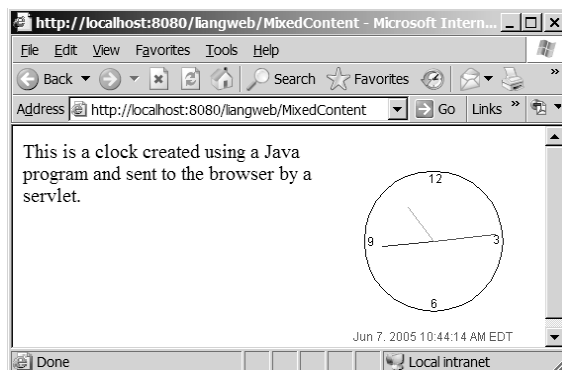 http://localhost:8080/liangweb/MixedContent - Microsoft Intern...
File Edit View Favorites Tools Help
Back Search Favorites »
Address http://localhost:8080/liangweb/MixedContent Go Links »
This is a clock created using a Java
program and sent to the browser by a
servlet.
12
9 3
6
Jun 7, 2005 10:44:14 AM EDT
Done Local intranet